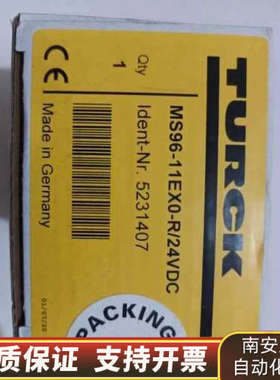 TURCK
MS96-11EX0-R/24VDC
Ident-Nr. 5231407
Qty
1
CE
Made in Germany
PACKING
质保证 支持开票
南安
自动化